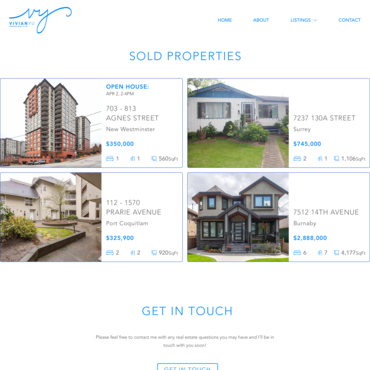 VIVIAN
HOME
ABOUT
LISTINGS
CONTACT
SOLD PROPERTIES
OPEN HOUSE:
APR 2, 2-4PM
703 - 813
AGNES STREET
New Westminster
$350,000
1 1 560sqft
7237 130A STREET
Surrey
$745,000
2 1 1,106sqft
112 - 1570
PRARIE AVENUE
Port Coquitlam
$325,900
2 2 920sqft
7512 14TH AVENUE
Burnaby
$2,888,000
6 7 4,177sqft
GET IN TOUCH
Please feel free to contact me with any real estate questions you may have and I'll be in
touch with you soon!
GET IN TOUCH